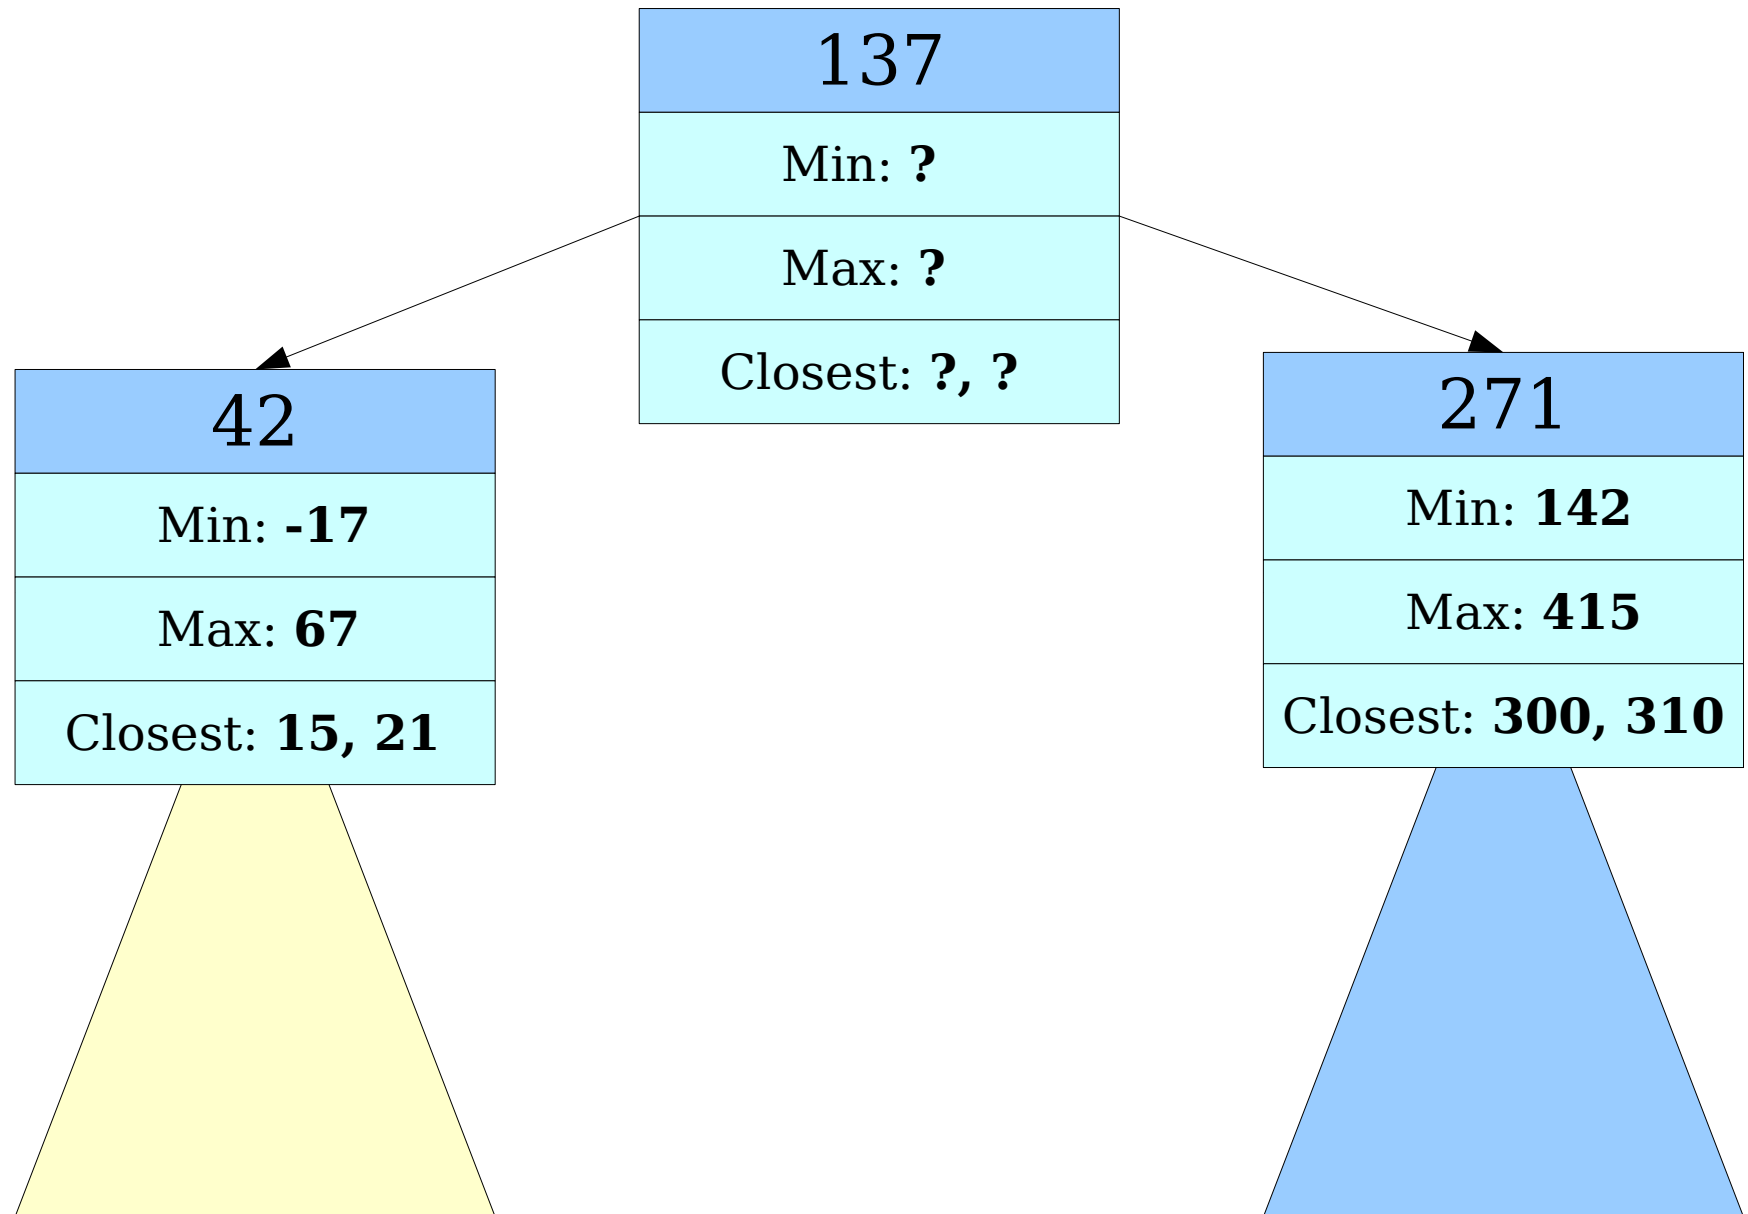 137
Min: ?
Max: ?
Closest: ?, ?
42
Min: -17
Max: 67
Closest: 15, 21
271
Min: 142
Max: 415
Closest: 300, 310